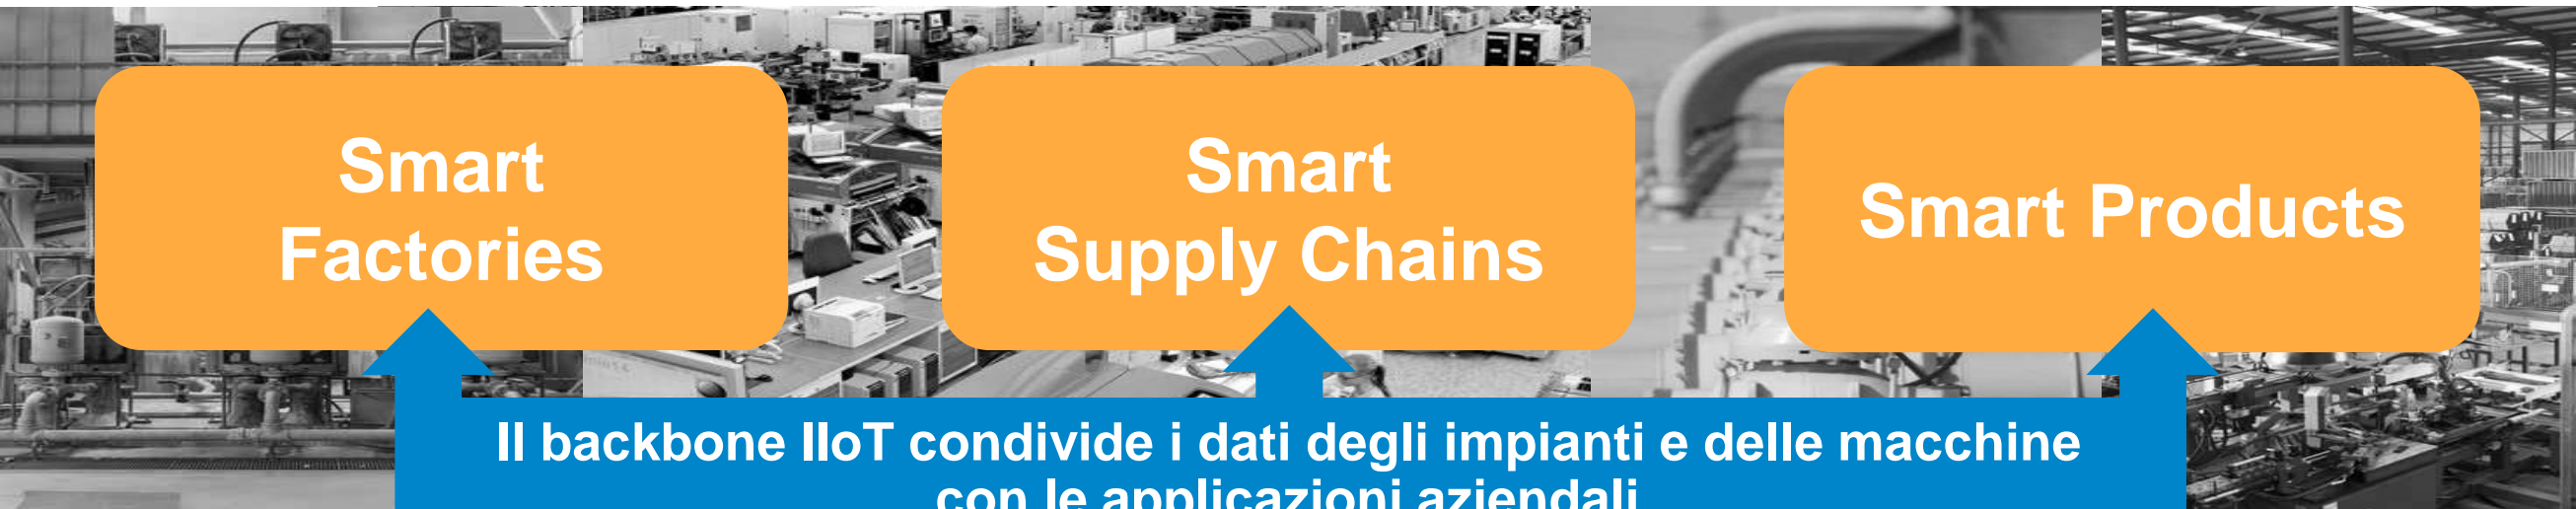 Smart
Factories
Smart
Supply Chains
Smart Products
Il backbone IIoT condivide i dati degli impianti e delle macchine
con le applicazioni aziendali